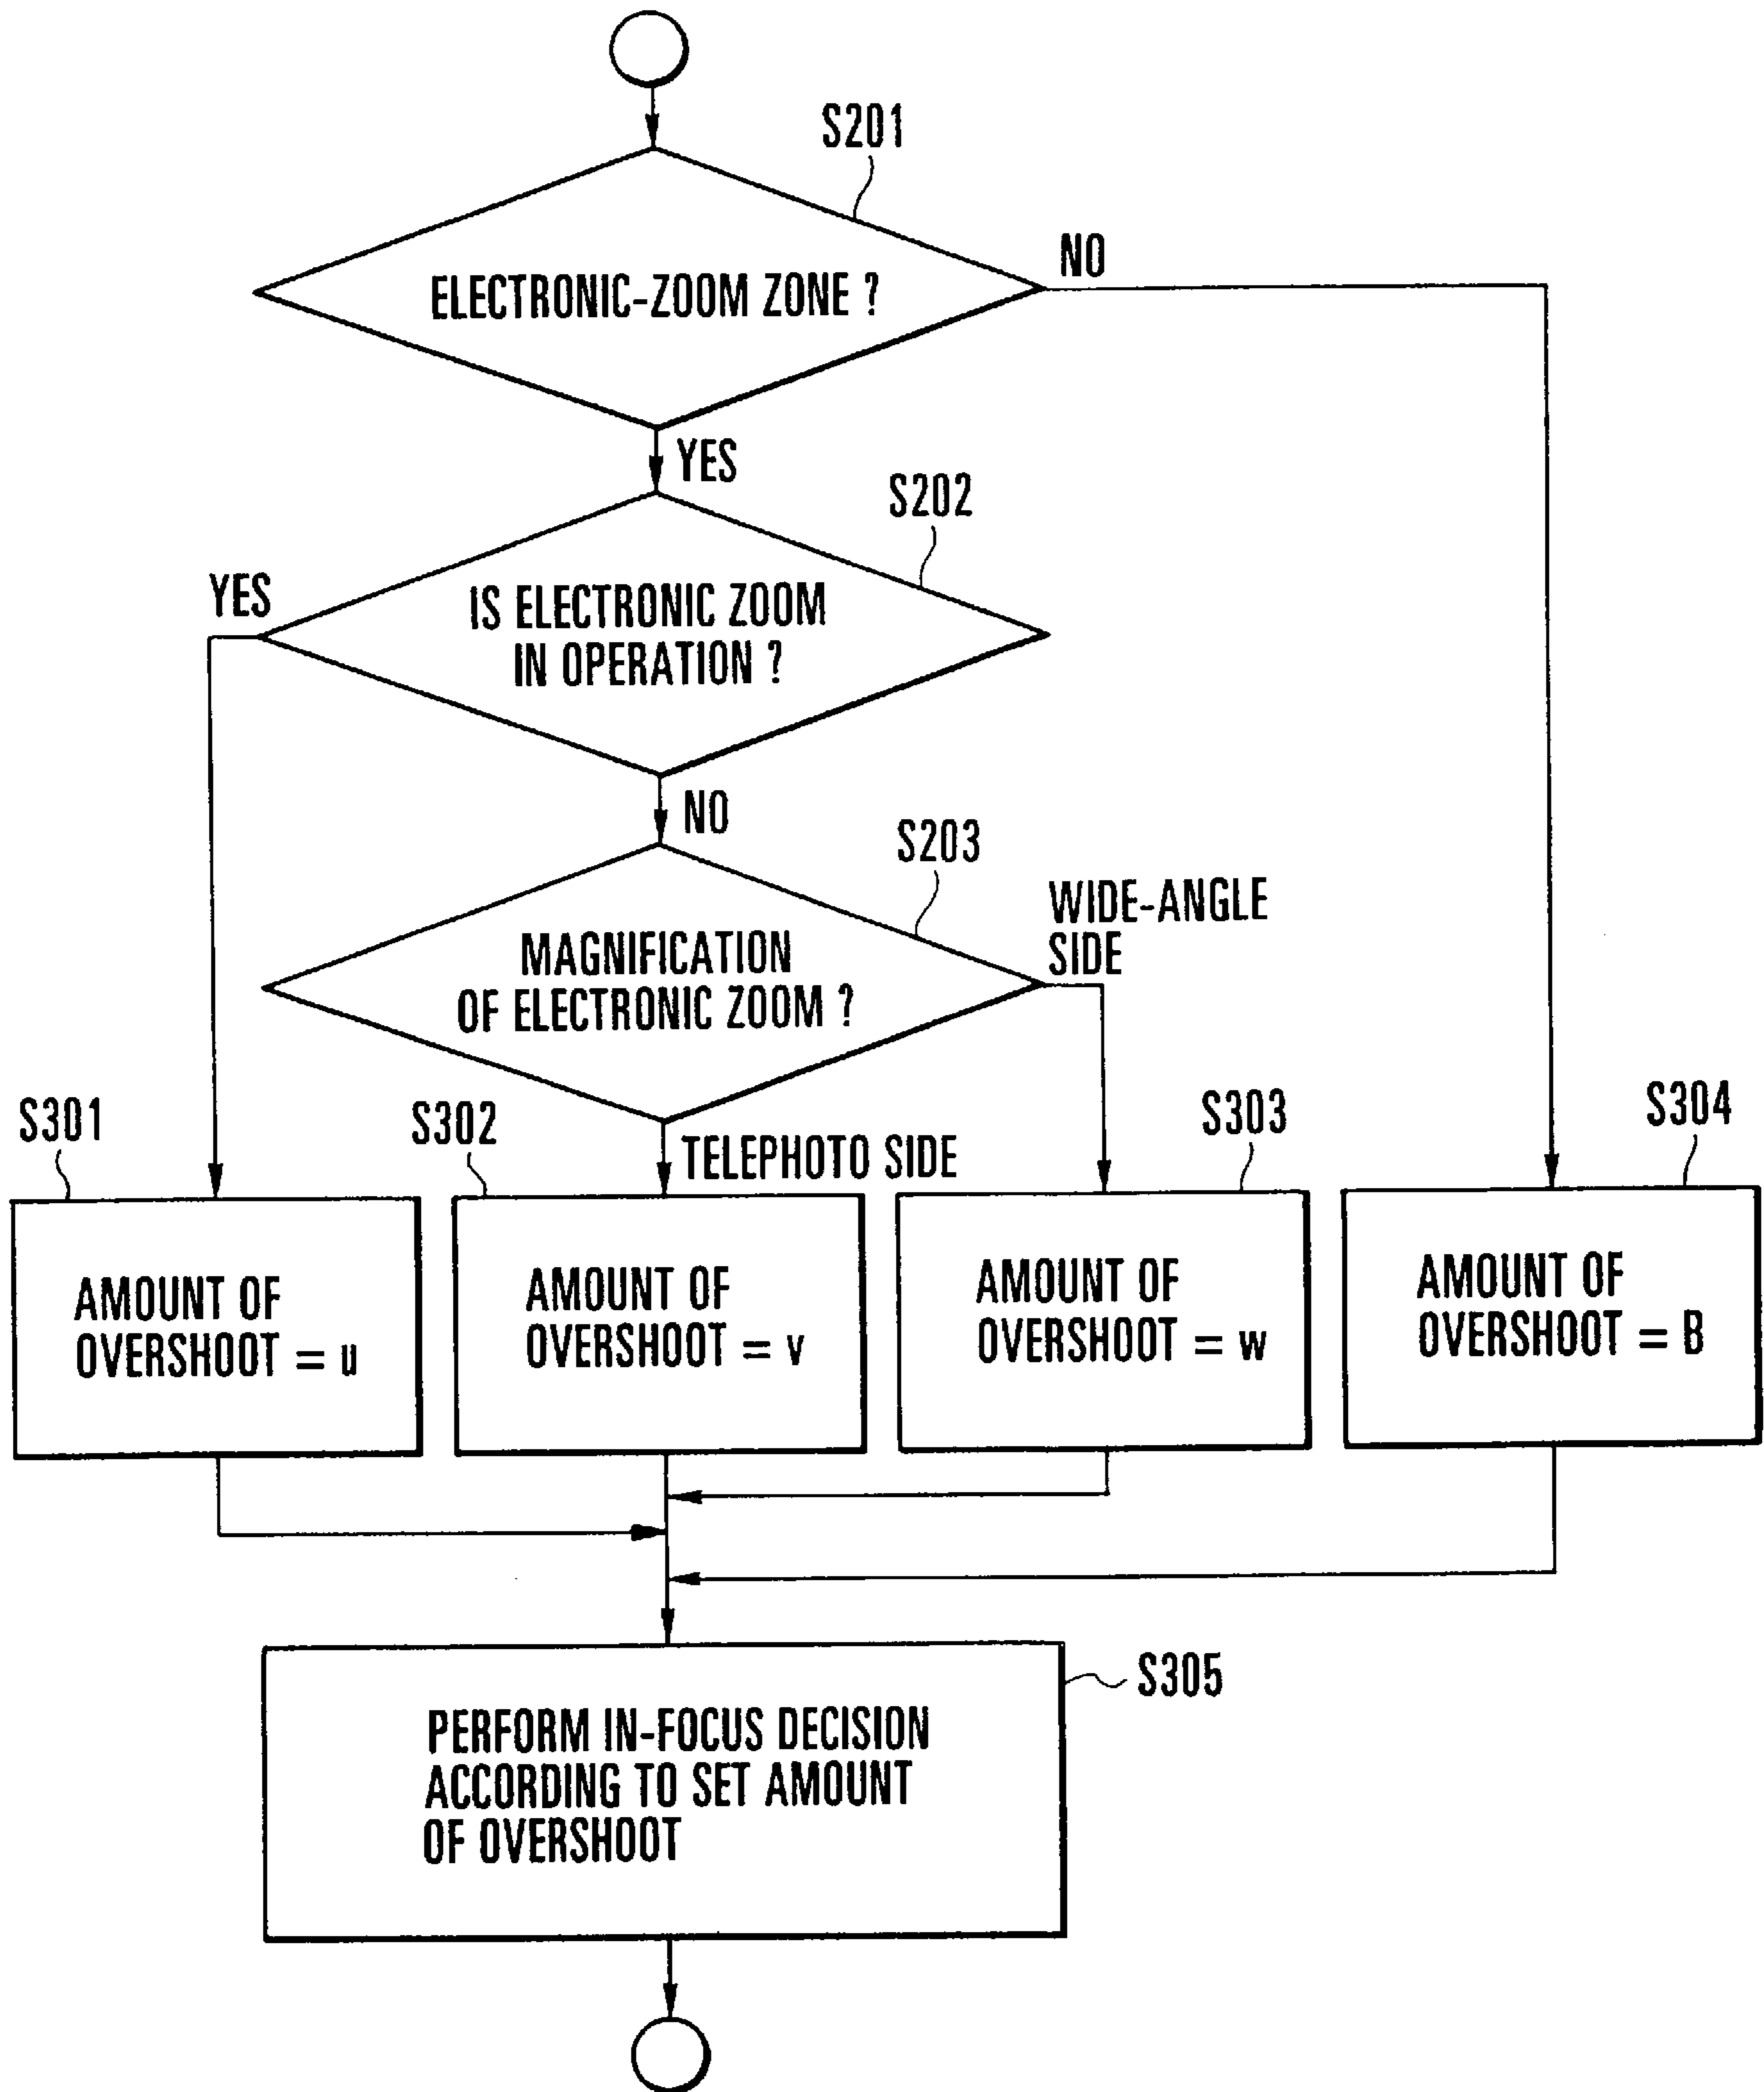 S201
ELECTRONIC-ZOOM ZONE ?
NO
YES
S202
YES
IS ELECTRONIC ZOOM
IN OPERATION ?
NO
S203
WIDE-ANGLE
SIDE
MAGNIFICATION
OF ELECTRONIC ZOOM ?
TELEPHOTO SIDE
S301
AMOUNT OF
OVERSHOOT = u
S302
AMOUNT OF
OVERSHOOT = v
S303
AMOUNT OF
OVERSHOOT = w
S304
AMOUNT OF
OVERSHOOT = B
S305
PERFORM IN-FOCUS DECISION
ACCORDING TO SET AMOUNT
OF OVERSHOOT